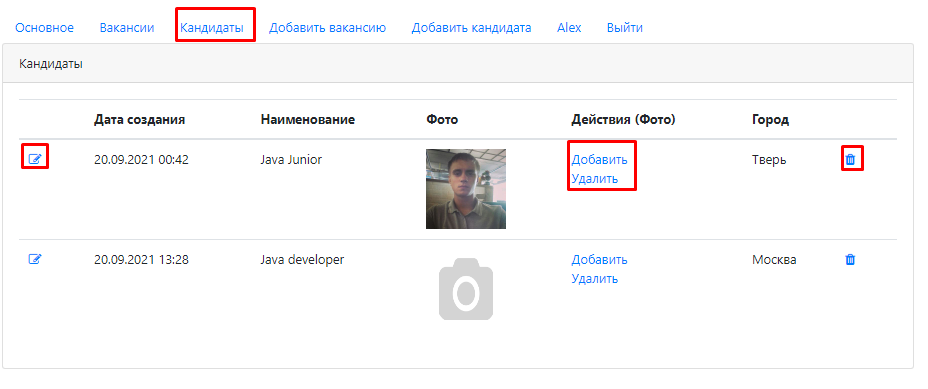 Основное Вакансии Кандидаты Добавить вакансию Добавить кандидата Alex Выйти
Кандидаты
Дата создания Наименование Фото Действия (Фото) Город
20.09.2021 00:42 Java Junior Добавить Тверь
Удалить
20.09.2021 13:28 Java developer Добавить Москва
Удалить